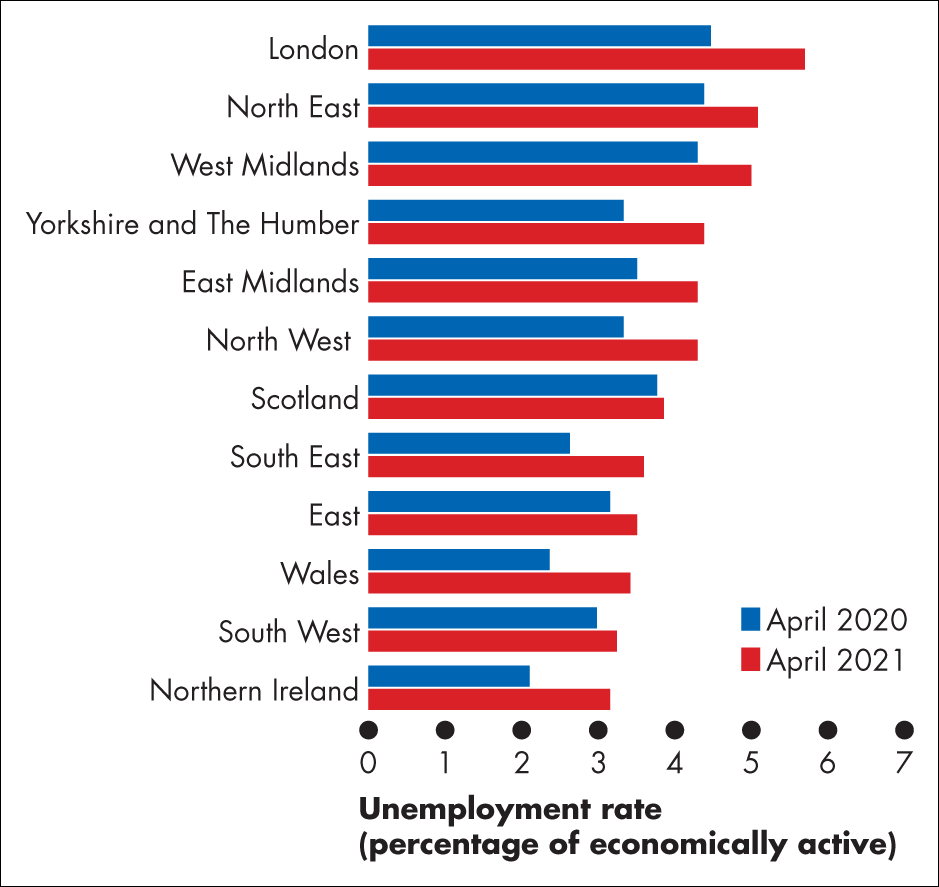 London
North East
West Midlands
Yorkshire and The Humber
East Midlands
North West
Scotland
South East
East
Wales
South West
Northern Ireland
April 2020
April 2021
0 1 2 3 4 5 6 7
Unemployment rate
(percentage of economically active)